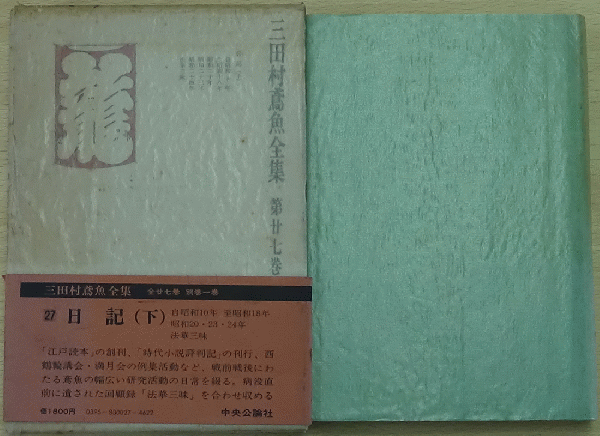 三田村鳶魚全集 第廿七巻
三田村鳶魚全集 全廿七巻 別巻一巻
27 日記(下)
自昭和10年 至昭和18年
昭和20・23・24年
法華三昧
「江戸読本」の創刊、「時代小説評判記」の刊行、西
鶴輪講会・満月会の例集活動など、戦前戦後にわ
たる鳶魚の幅広い研究活動の日常を綴る。病没直
前に遺された回顧録「法華三昧」を合わせ収める
価1800円
中央公論社